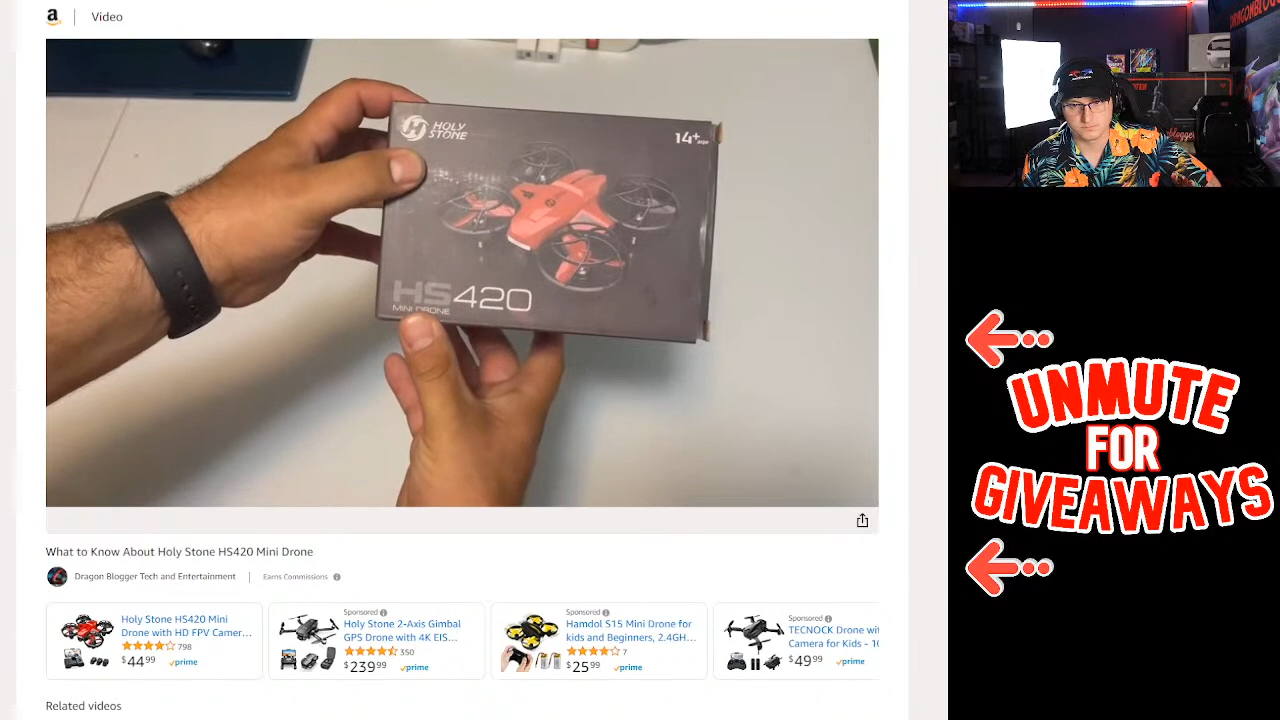 a
Video
HOLY
STONE
14+
HS420
MINI DRONE
UNMUTE
FOR
GIVEAWAYS
What to Know About Holy Stone HS420 Mini Drone
Dragon Blogger Tech and Entertainment
Earns Commissions
Holy Stone HS420 Mini
Drone with HD FPV Camer...
798
$44.99
prime
Sponsored
Holy Stone 2-Axis Gimbal
GPS Drone with 4K EIS...
350
$239.99
prime
Sponsored
Hamdol S15 Mini Drone for
kids and Beginners, 2.4GH...
7
$25.99
prime
Sponsored
TECNOCK Drone wit
Camera for Kids - 10
$49.99
prime
Related videos